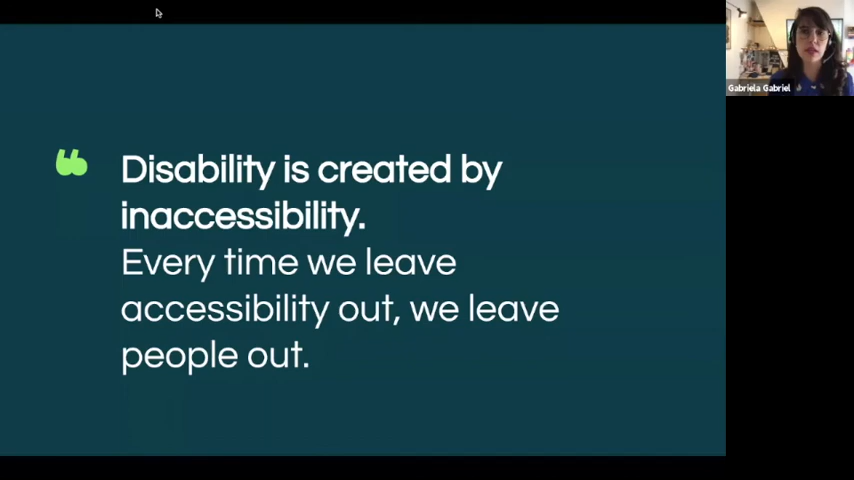 Disability is created by
inaccessibility.
Every time we leave
accessibility out, we leave
people out.
Gabriela Gabriel